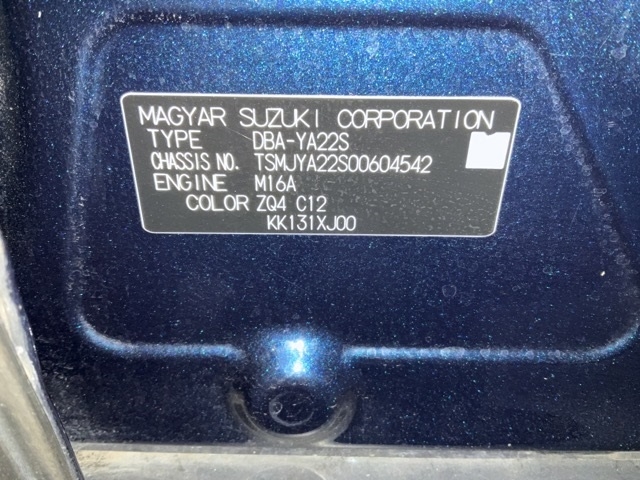 MAGYAR SUZUKI CORPORATION
TYPE DBA-YA22S
CHASSIS NO. TSMJYA22S00604542
ENGINE M16A
COLOR ZQ4 C12
KK131XJ00